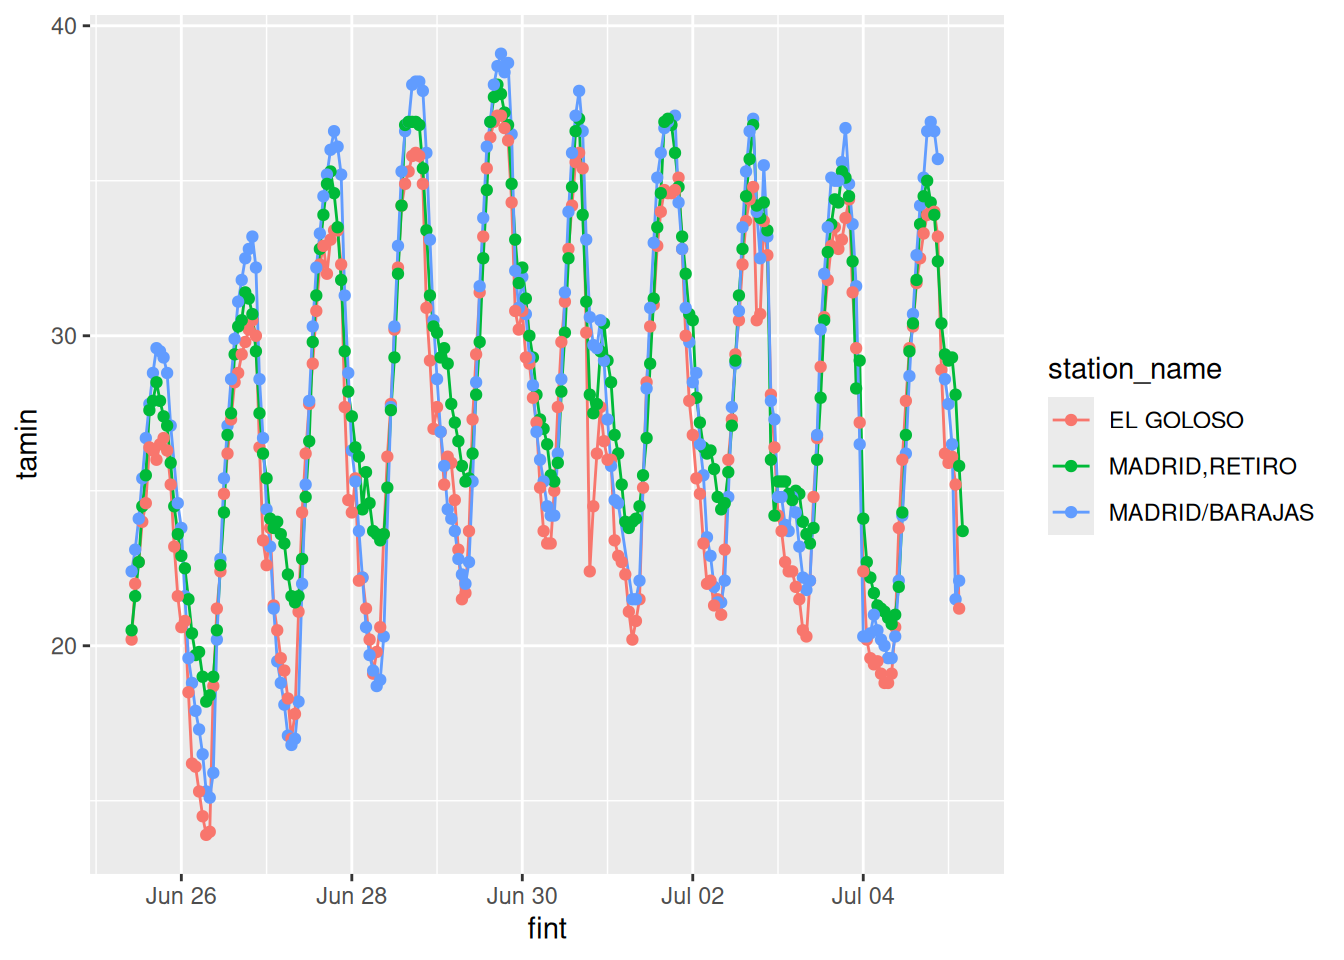 40
30
20
tamin
Jun 26
Jun 28
Jun 30
Jul 02
Jul 04
fint
station_name
EL GOLOSO
MADRID,RETIRO
MADRID/BARAJAS